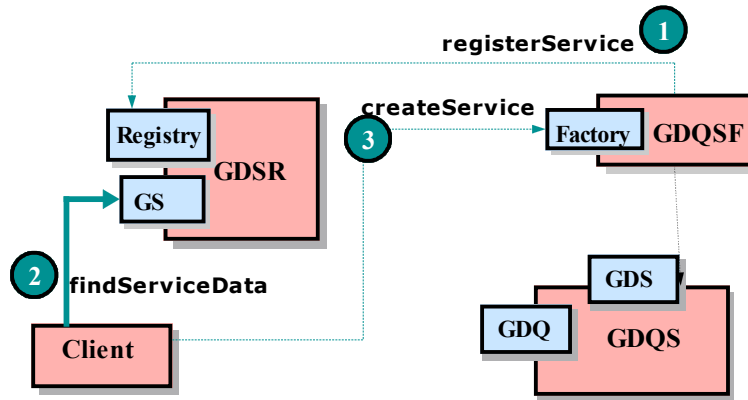 1
registerService
createService
Registry
Factory
GDQSF
3
GDSR
GS
2
findServiceData
GDS
Client
GDQ
GDQS